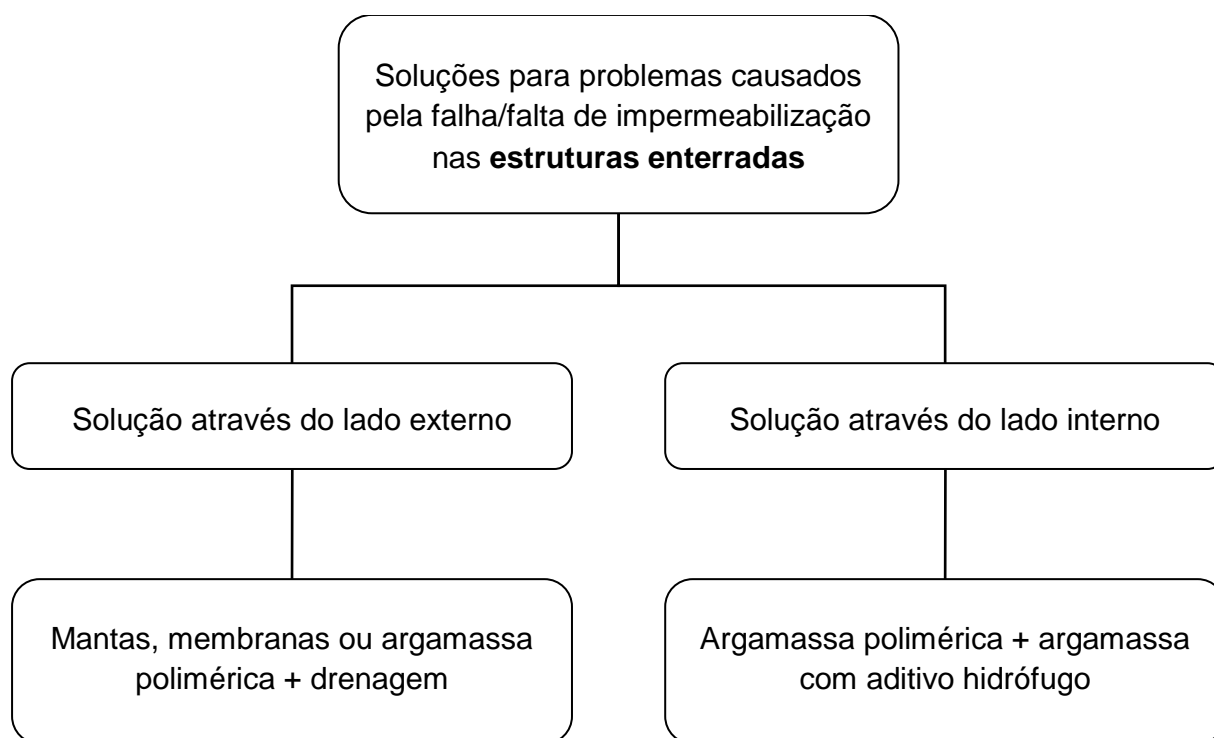 Soluções para problemas causados
pela falha/falta de impermeabilização
nas estruturas enterradas
Solução através do lado externo
Solução através do lado interno
Mantas, membranas ou argamassa
polimérica + drenagem
Argamassa polimérica + argamassa
com aditivo hidrófugo